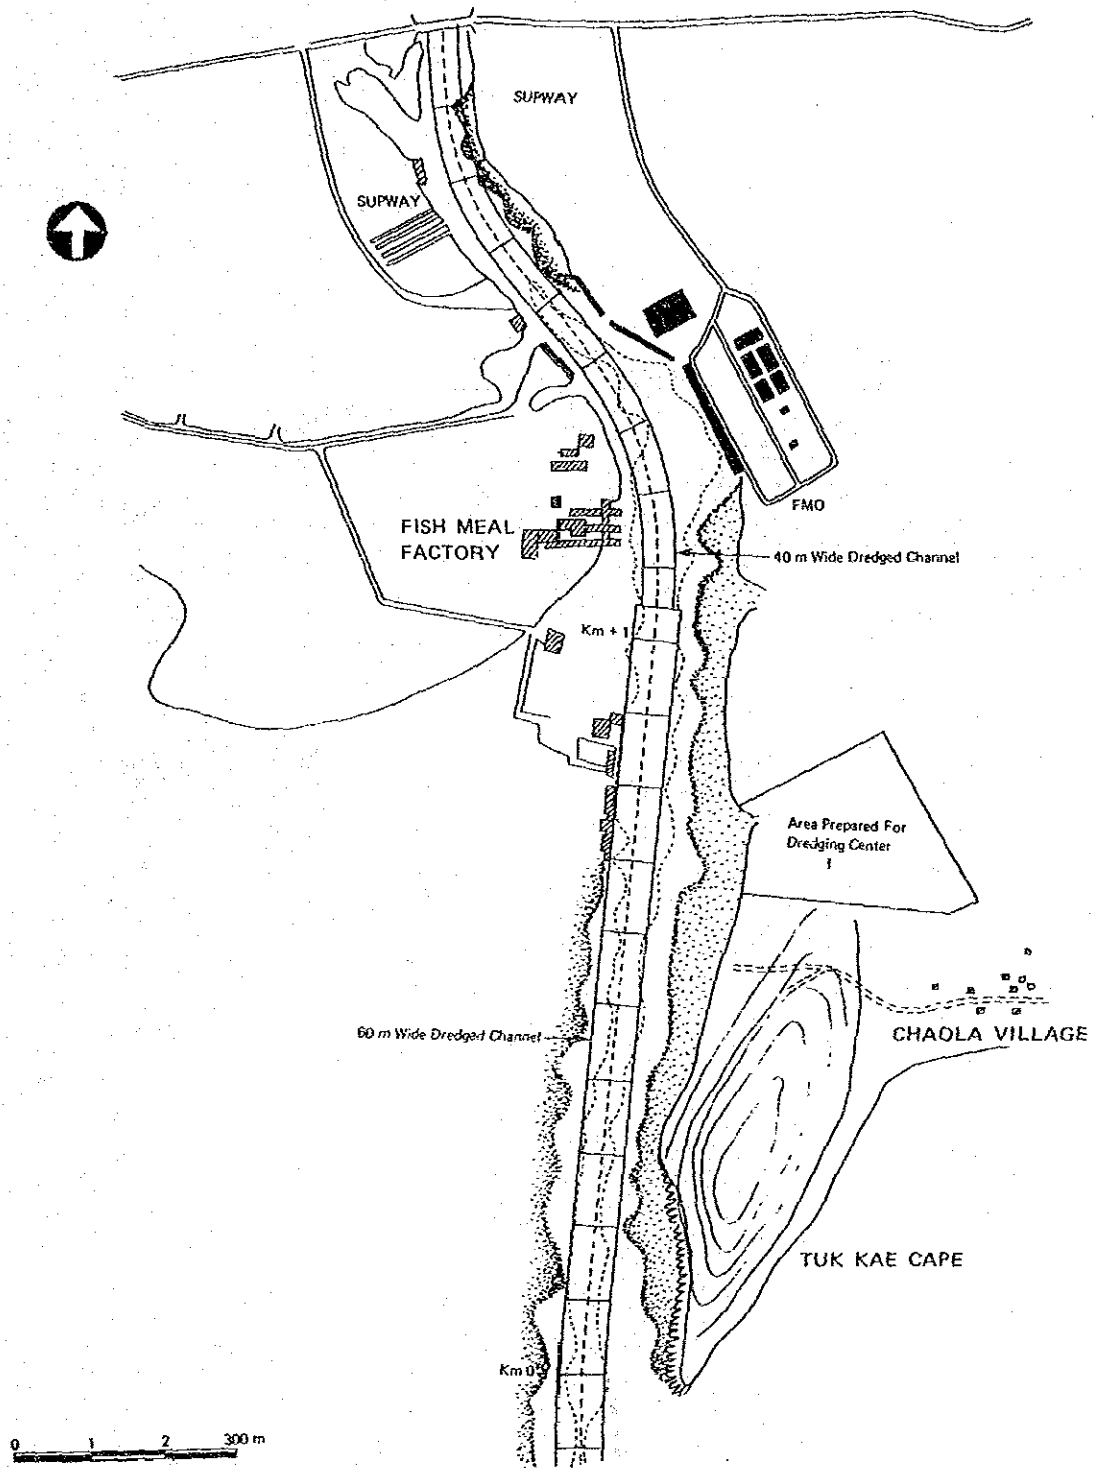 SUPWAY
SUPWAY
FMO
FISH MEAL
FACTORY
40 m Wide Dredged Channel
Km + 1
Area Prepared For
Dredging Center
60 m Wide Dredged Channel
CHAOLA VILLAGE
TUK KAE CAPE
Km 0
0 1 2 300 m